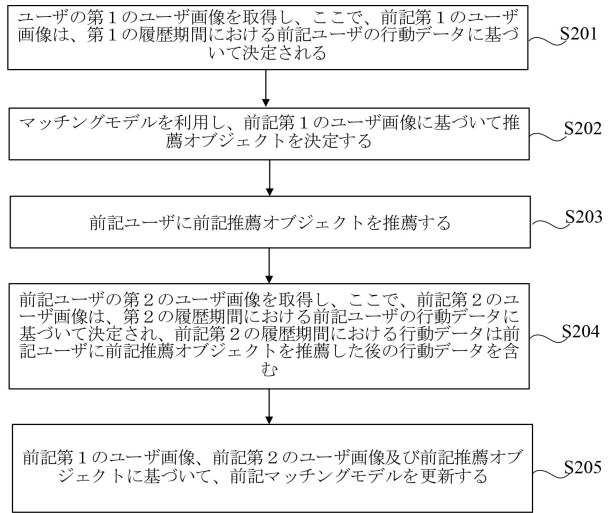 ユーザの第１のユーザ画像を取得し、ここで、前記第１のユーザ
画像は、第１の履歴期間における前記ユーザの行動データに基づ
いて決定される
S201
マッチングモデルを利用し、前記第１のユーザ画像に基づいて推
薦オブジェクトを決定する
S202
前記ユーザに前記推薦オブジェクトを推薦する
S203
前記ユーザの第２のユーザ画像を取得し、ここで、前記第２のユ
ーザ画像は、第２の履歴期間における前記ユーザの行動データに
基づいて決定され、前記第２の履歴期間における行動データは前
記ユーザに前記推薦オブジェクトを推薦した後の行動データを含
む
S204
前記第１のユーザ画像、前記第２のユーザ画像及び前記推薦オブ
ジェクトに基づいて、前記マッチングモデルを更新する
S205